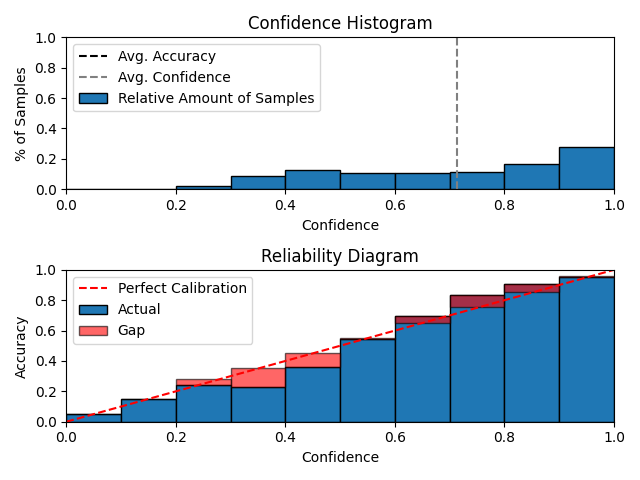 Confidence Histogram
1.0
0.8
0.6
0.4
0.2
0.0
% of Samples
Avg. Accuracy
Avg. Confidence
Relative Amount of Samples
0.0 0.2 0.4 0.6 0.8 1.0
Confidence
Reliability Diagram
1.0
0.8
0.6
0.4
0.2
0.0
Accuracy
Perfect Calibration
Actual
Gap
0.0 0.2 0.4 0.6 0.8 1.0
Confidence